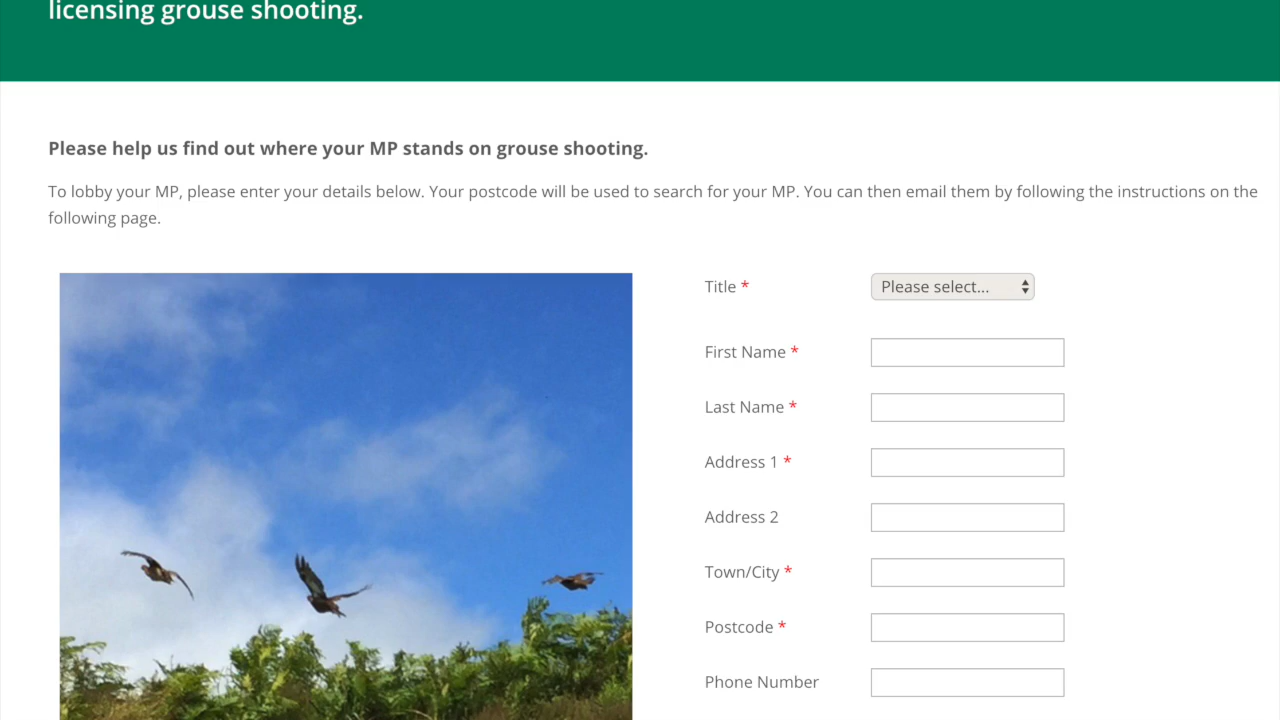 licensing grouse shooting.
Please help us find out where your MP stands on grouse shooting.
To lobby your MP, please enter your details below. Your postcode will be used to search for your MP. You can then email them by following the instructions on the
following page.
Title *
Please select...
First Name *
Last Name *
Address 1 *
Address 2
Town/City *
Postcode *
Phone Number